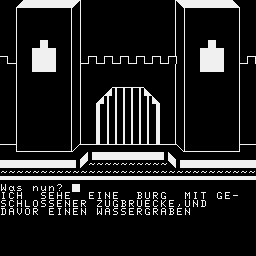 Was nun?
ICH SEHE EINE BURG MIT GE-
SCHLOSSENER ZUGBRUECKE,UND
DAVOR EINEN WASSERGRABEN